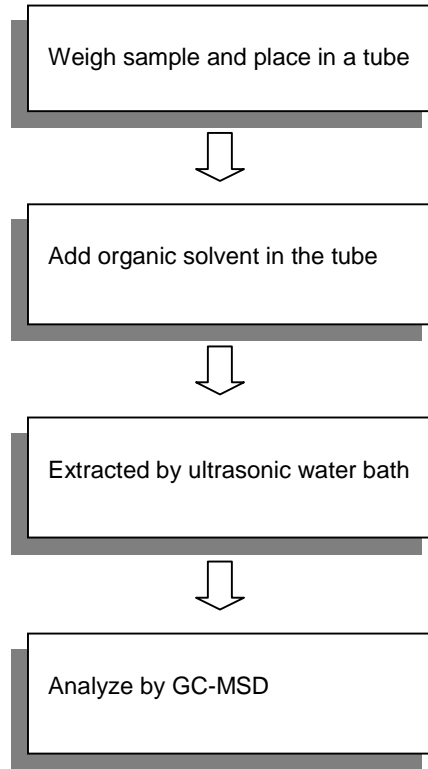 Weigh sample and place in a tube
Add organic solvent in the tube
Extracted by ultrasonic water bath
Analyze by GC-MSD